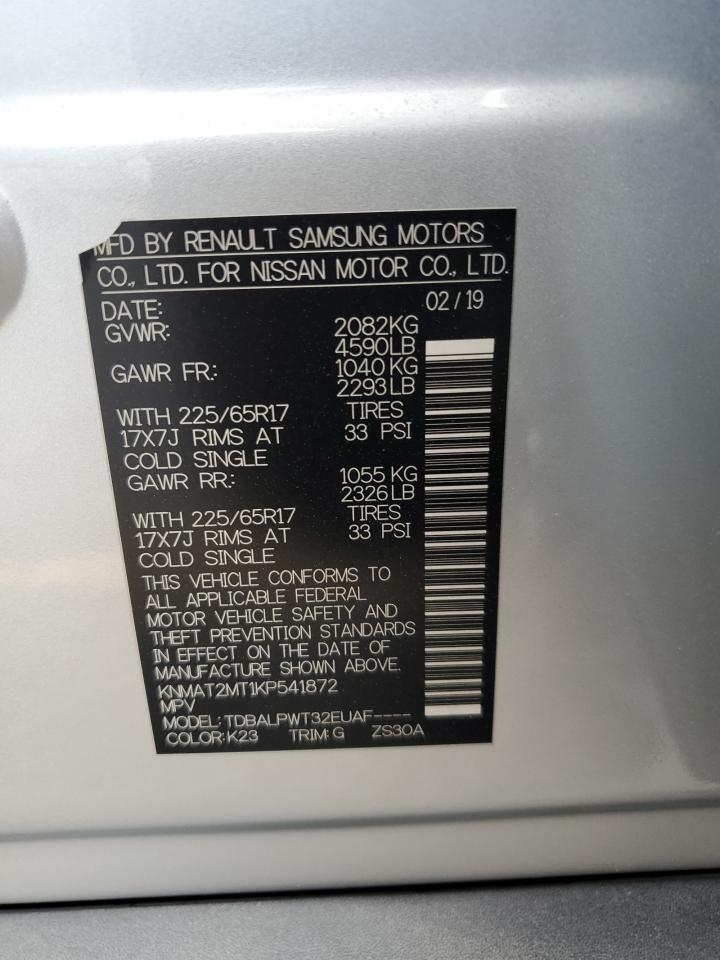 MFD BY RENAULT SAMSUNG MOTORS
CO., LTD. FOR NISSAN MOTOR CO., LTD.
DATE: 02/19
GVWR: 2082KG
4590LB
GAWR FR.: 1040 KG
2293 LB
WITH 225/65R17 TIRES
17X7J RIMS AT 33 PSI
COLD SINGLE
GAWR RR.: 1055 KG
2326 LB
WITH 225/65R17 TIRES
17X7J RIMS AT 33 PSI
COLD SINGLE
THIS VEHICLE CONFORMS TO
ALL APPLICABLE FEDERAL
MOTOR VEHICLE SAFETY AND
THEFT PREVENTION STANDARDS
IN EFFECT ON THE DATE OF
MANUFACTURE SHOWN ABOVE.
KNMAT2MT1KP541872
MPV
MODEL: TDBALPWT32EUAF----
COLOR:K23 TRIM: G ZS30A